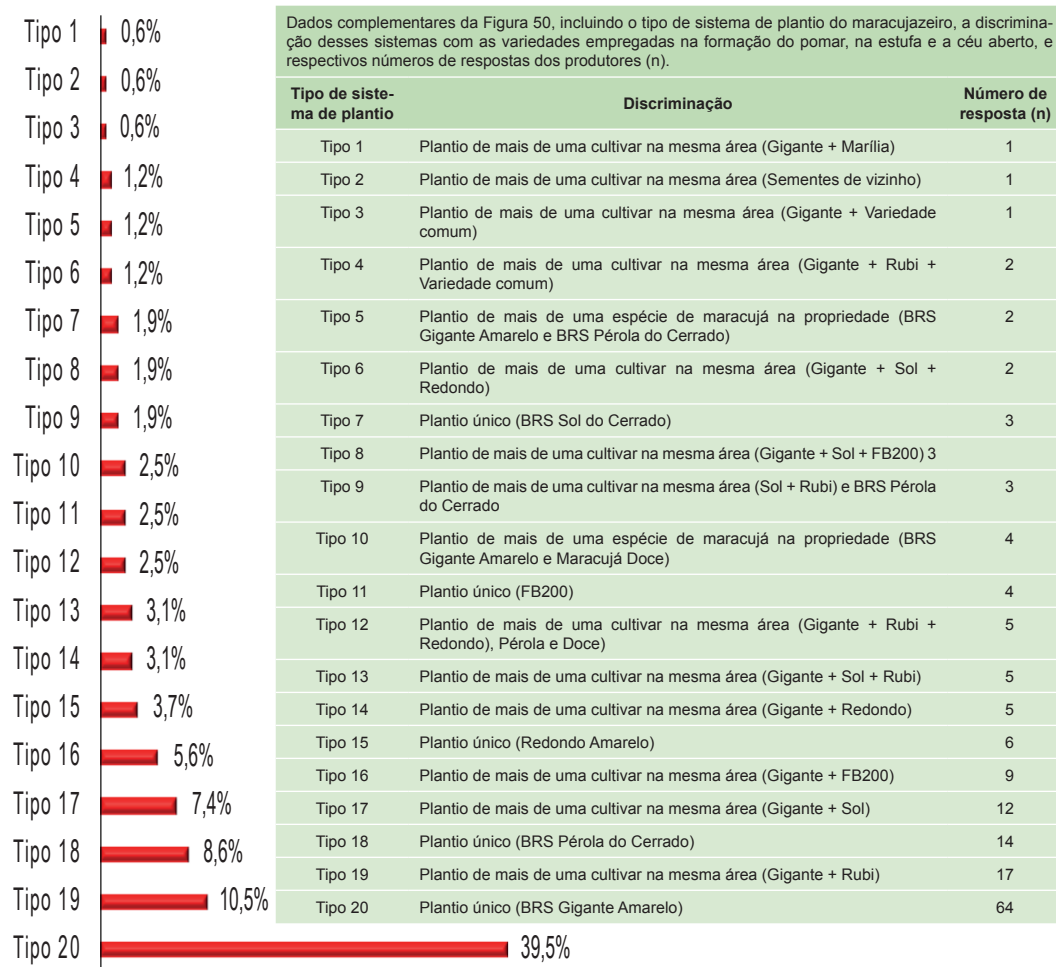 Tipo 1 0,6%
Tipo 2 0,6%
Tipo 3 0,6%
Tipo 4 1,2%
Tipo 5 1,2%
Tipo 6 1,2%
Tipo 7 1,9%
Tipo 8 1,9%
Tipo 9 1,9%
Tipo 10 2,5%
Tipo 11 2,5%
Tipo 12 2,5%
Tipo 13 3,1%
Tipo 14 3,1%
Tipo 15 3,7%
Tipo 16 5,6%
Tipo 17 7,4%
Tipo 18 8,6%
Tipo 19 10,5%
Tipo 20 39,5%
Dados complementares da Figura 50, incluindo o tipo de sistema de plantio do maracujazeiro, a discrimina-
ção desses sistemas com as variedades empregadas na formação do pomar, na estufa e a céu aberto, e
respectivos números de respostas dos produtores (n).
Tipo de siste-
ma de plantio
Discriminação
Número de
resposta (n)
Tipo 1 Plantio de mais de uma cultivar na mesma área (Gigante + Marília) 1
Tipo 2 Plantio de mais de uma cultivar na mesma área (Sementes de vizinho) 1
Tipo 3 Plantio de mais de uma cultivar na mesma área (Gigante + Variedade 1
comum)
Tipo 4 Plantio de mais de uma cultivar na mesma área (Gigante + Rubi + 2
Variedade comum)
Tipo 5 Plantio de mais de uma espécie de maracujá na propriedade (BRS 2
Gigante Amarelo e BRS Pérola do Cerrado)
Tipo 6 Plantio de mais de uma cultivar na mesma área (Gigante + Sol + 2
Redondo)
Tipo 7 Plantio único (BRS Sol do Cerrado) 3
Tipo 8 Plantio de mais de uma cultivar na mesma área (Gigante + Sol + FB200) 3
Tipo 9 Plantio de mais de uma cultivar na mesma área (Sol + Rubi) e BRS Pérola 3
do Cerrado
Tipo 10 Plantio de mais de uma espécie de maracujá na propriedade (BRS 4
Gigante Amarelo e Maracujá Doce)
Tipo 11 Plantio único (FB200) 4
Tipo 12 Plantio de mais de uma cultivar na mesma área (Gigante + Rubi + 5
Redondo), Pérola e Doce)
Tipo 13 Plantio de mais de uma cultivar na mesma área (Gigante + Sol + Rubi) 5
Tipo 14 Plantio de mais de uma cultivar na mesma área (Gigante + Redondo) 5
Tipo 15 Plantio único (Redondo Amarelo) 6
Tipo 16 Plantio de mais de uma cultivar na mesma área (Gigante + FB200) 9
Tipo 17 Plantio de mais de uma cultivar na mesma área (Gigante + Sol) 12
Tipo 18 Plantio único (BRS Pérola do Cerrado) 14
Tipo 19 Plantio de mais de uma cultivar na mesma área (Gigante + Rubi) 17
Tipo 20 Plantio único (BRS Gigante Amarelo) 64